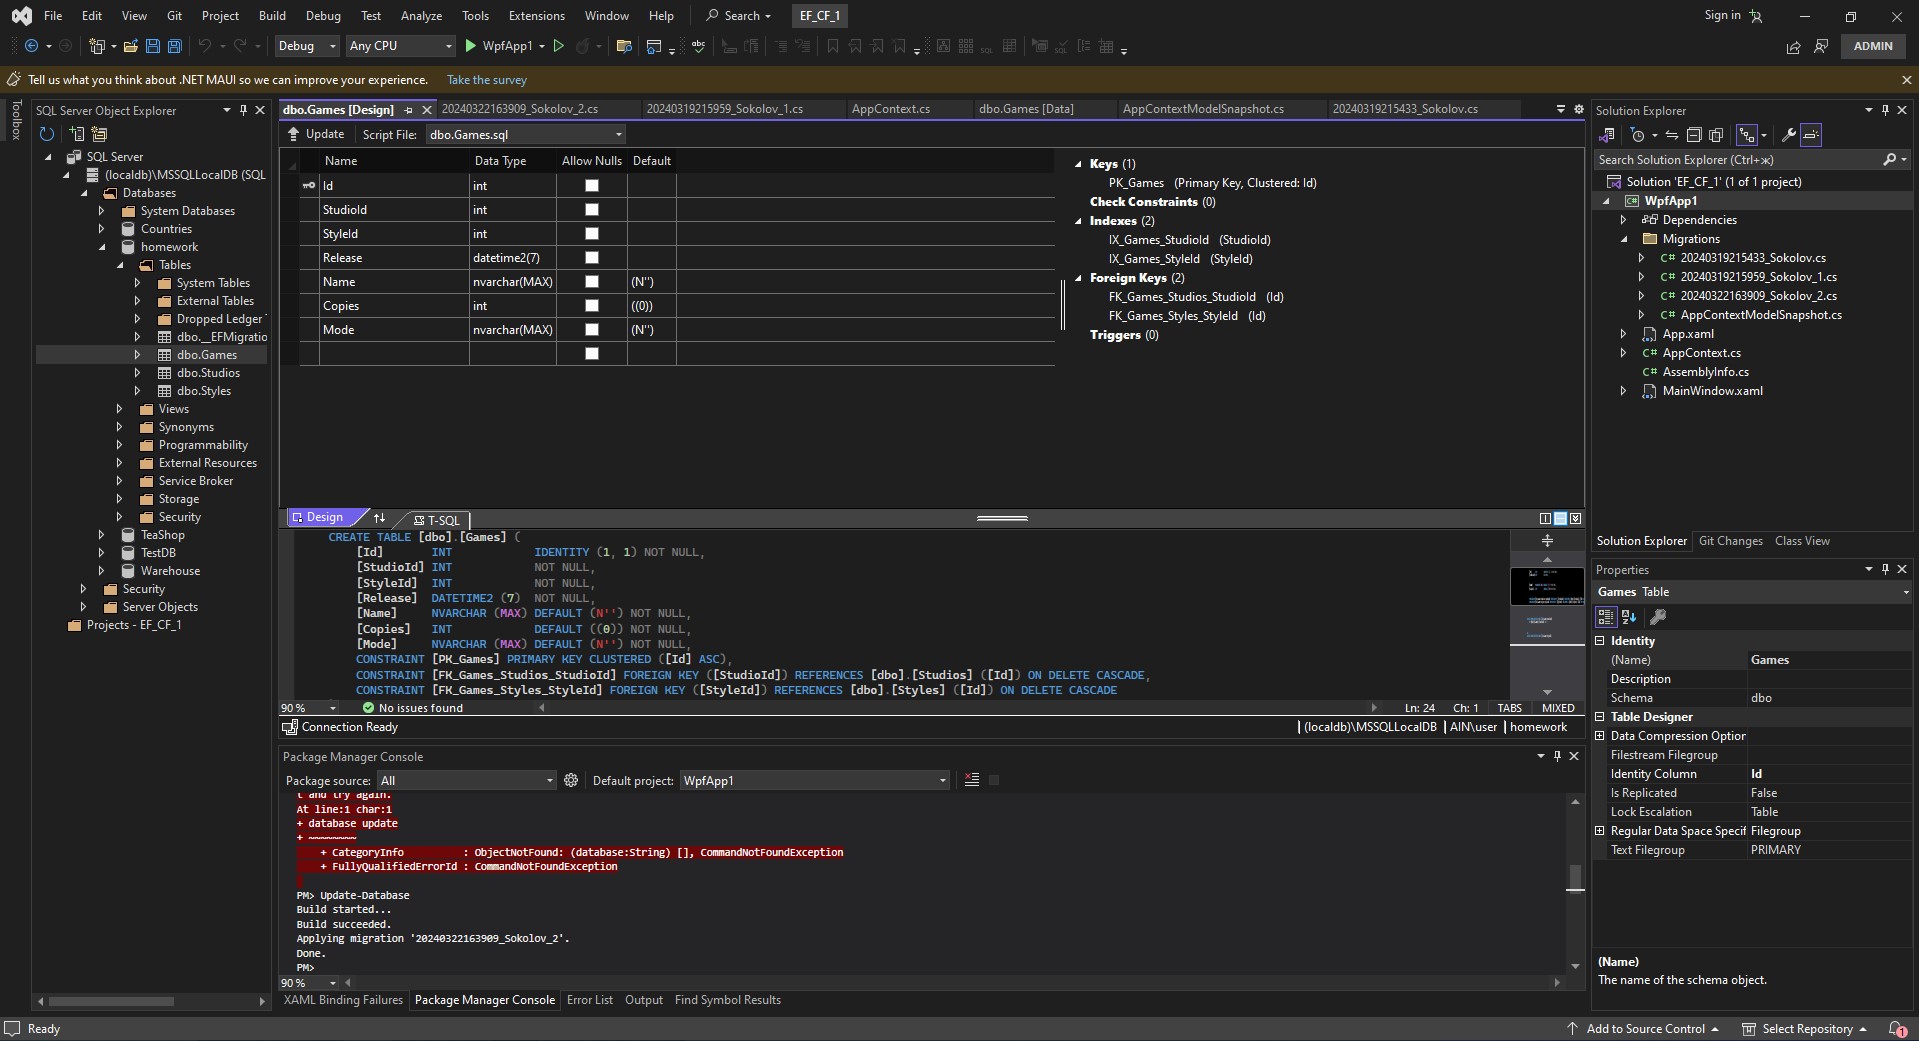 File Edit View Git Project Build Debug Test Analyze Tools Extensions Window Help Search EF_CF_1 Sign in
Debug Any CPU WpfApp1 ADMIN
Tell us what you think about .NET MAUI so we can improve your experience. Take the survey
Toolbox
SQL Server Object Explorer
SQL Server
(localdb)\MSSQLLocalDB (SQL
Databases
System Databases
Countries
homework
Tables
System Tables
External Tables
Dropped Ledger
dbo.__EFMigratio
dbo.Games
dbo.Studios
dbo.Styles
Views
Synonyms
Programmability
External Resources
Service Broker
Storage
Security
TeaShop
TestDB
Warehouse
Security
Server Objects
Projects - EF_CF_1
dbo.Games [Design] 20240322163909_Sokolov_2.cs 20240319215959_Sokolov_1.cs AppContext.cs dbo.Games [Data] AppContextModelSnapshot.cs 20240319215433_Sokolov.cs
Update Script File: dbo.Games.sql
Name Data Type Allow Nulls Default
Id int
StudioId int
StyleId int
Release datetime2(7)
Name nvarchar(MAX) (N'')
Copies int ((0))
Mode nvarchar(MAX) (N'')
Keys (1)
PK_Games (Primary Key, Clustered: Id)
Check Constraints (0)
Indexes (2)
IX_Games_StudioId (StudioId)
IX_Games_StyleId (StyleId)
Foreign Keys (2)
FK_Games_Studios_StudioId (Id)
FK_Games_Styles_StyleId (Id)
Triggers (0)
Design T-SQL
CREATE TABLE [dbo].[Games] (
[Id] INT IDENTITY (1, 1) NOT NULL,
[StudioId] INT NOT NULL,
[StyleId] INT NOT NULL,
[Release] DATETIME2 (7) NOT NULL,
[Name] NVARCHAR (MAX) DEFAULT (N'') NOT NULL,
[Copies] INT DEFAULT ((0)) NOT NULL,
[Mode] NVARCHAR (MAX) DEFAULT (N'') NOT NULL,
CONSTRAINT [PK_Games] PRIMARY KEY CLUSTERED ([Id] ASC),
CONSTRAINT [FK_Games_Studios_StudioId] FOREIGN KEY ([StudioId]) REFERENCES [dbo].[Studios] ([Id]) ON DELETE CASCADE,
CONSTRAINT [FK_Games_Styles_StyleId] FOREIGN KEY ([StyleId]) REFERENCES [dbo].[Styles] ([Id]) ON DELETE CASCADE
90 % No issues found Ln: 24 Ch: 1 TABS MIXED
Connection Ready (localdb)\MSSQLLocalDB AIN\user homework
Package Manager Console
Package source: All Default project: WpfApp1
t and try again.
At line:1 char:1
+ database update
+ ~~~~~~~~
+ CategoryInfo : ObjectNotFound: (database:String) [], CommandNotFoundException
+ FullyQualifiedErrorId : CommandNotFoundException
PM> Update-Database
Build started...
Build succeeded.
Applying migration '20240322163909_Sokolov_2'.
Done.
PM>
90 %
XAML Binding Failures Package Manager Console Error List Output Find Symbol Results
Solution Explorer
Search Solution Explorer (Ctrl+ж)
Solution 'EF_CF_1' (1 of 1 project)
C# WpfApp1
Dependencies
Migrations
C# 20240319215433_Sokolov.cs
C# 20240319215959_Sokolov_1.cs
C# 20240322163909_Sokolov_2.cs
C# AppContextModelSnapshot.cs
App.xaml
C# AppContext.cs
C# AssemblyInfo.cs
MainWindow.xaml
Solution Explorer Git Changes Class View
Properties
Games Table
Identity
(Name) Games
Description
Schema dbo
Table Designer
Data Compression Option
Filestream Filegroup
Identity Column Id
Is Replicated False
Lock Escalation Table
Regular Data Space Specif Filegroup
Text Filegroup PRIMARY
(Name)
The name of the schema object.
Ready Add to Source Control Select Repository 1